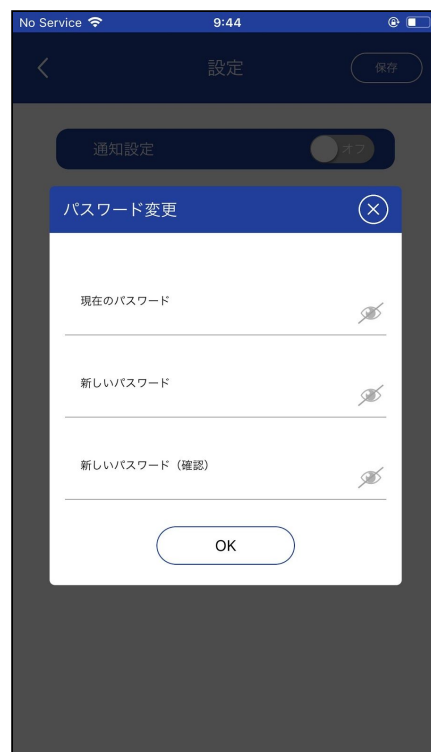 No Service 9:44
設定 保存
通知設定 オフ
パスワード変更
現在のパスワード
新しいパスワード
新しいパスワード（確認）
OK